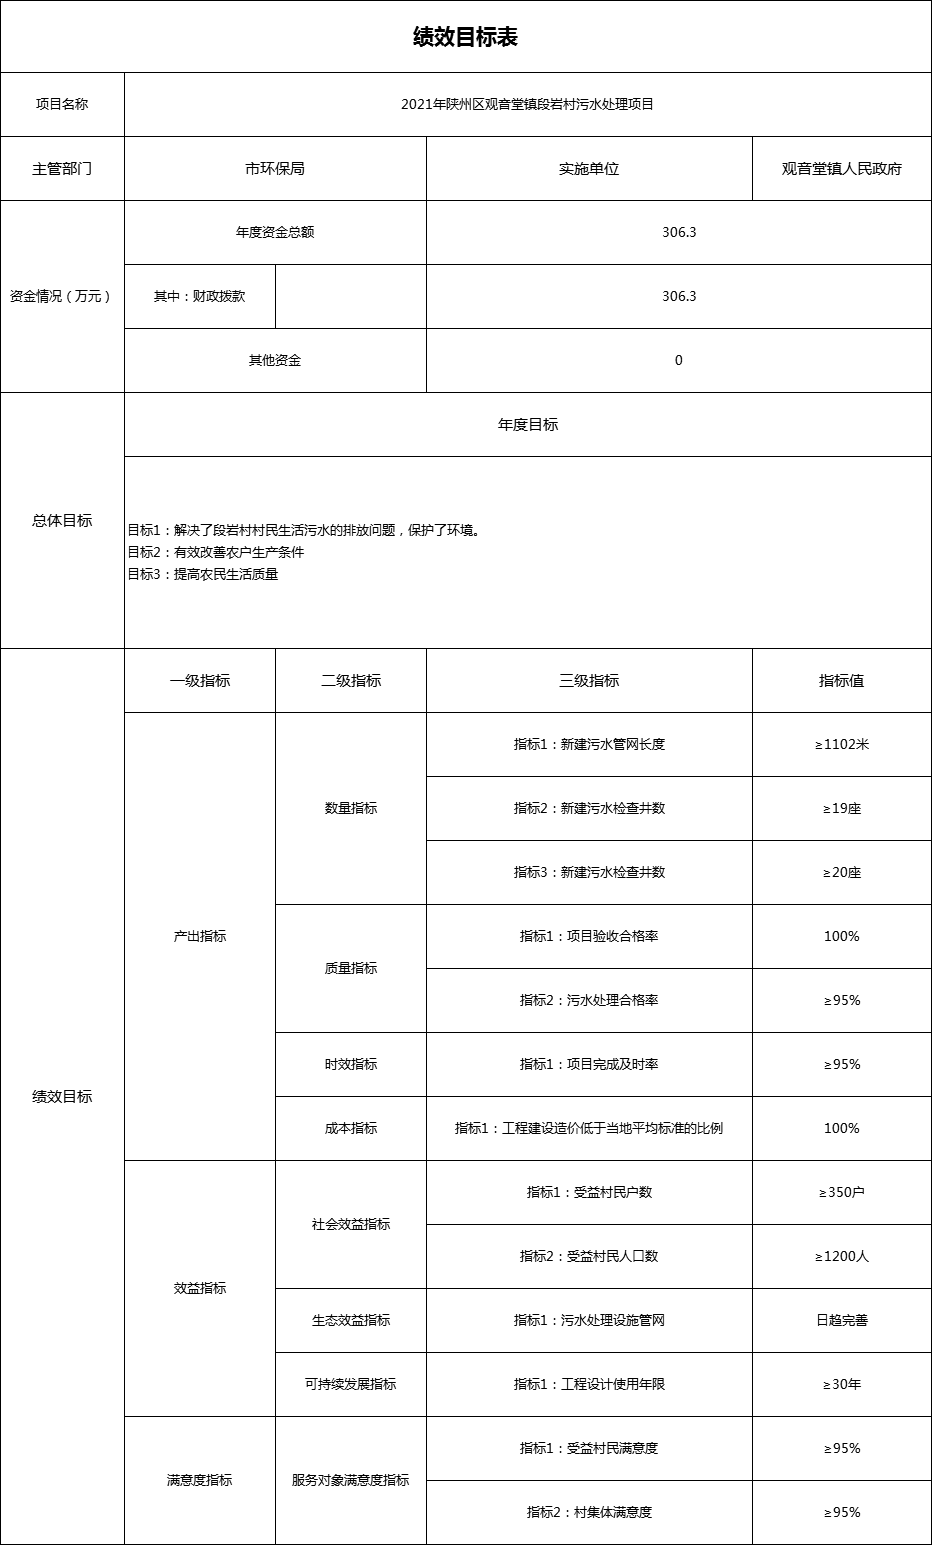 绩效目标表
项目名称
2021年陕州区观音堂镇段岩村污水处理项目
主管部门
市环保局
实施单位
观音堂镇人民政府
资金情况（万元）
年度资金总额
306.3
其中：财政拨款
306.3
其他资金
0
总体目标
年度目标
目标1：解决了段岩村村民生活污水的排放问题，保护了环境。
目标2：有效改善农户生产条件
目标3：提高农民生活质量
绩效目标
一级指标
二级指标
三级指标
指标值
产出指标
数量指标
指标1：新建污水管网长度
≥1102米
指标2：新建污水检查井数
≥19座
指标3：新建污水检查井数
≥20座
质量指标
指标1：项目验收合格率
100%
指标2：污水处理合格率
≥95%
时效指标
指标1：项目完成及时率
≥95%
成本指标
指标1：工程建设造价低于当地平均标准的比例
100%
效益指标
社会效益指标
指标1：受益村民户数
≥350户
指标2：受益村民人口数
≥1200人
生态效益指标
指标1：污水处理设施管网
日趋完善
可持续发展指标
指标1：工程设计使用年限
≥30年
满意度指标
服务对象满意度指标
指标1：受益村民满意度
≥95%
指标2：村集体满意度
≥95%